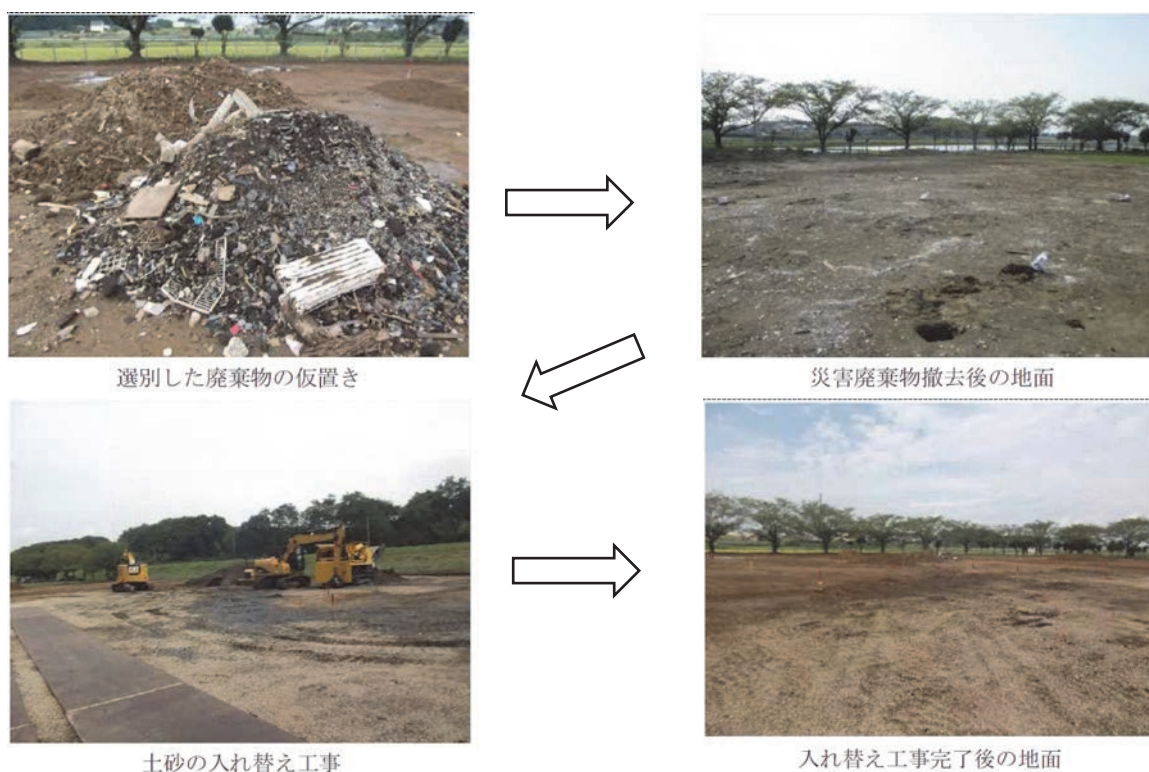 選別した廃棄物の仮置き
災害廃棄物撤去後の地面
土砂の入れ替え工事
入れ替え工事完了後の地面